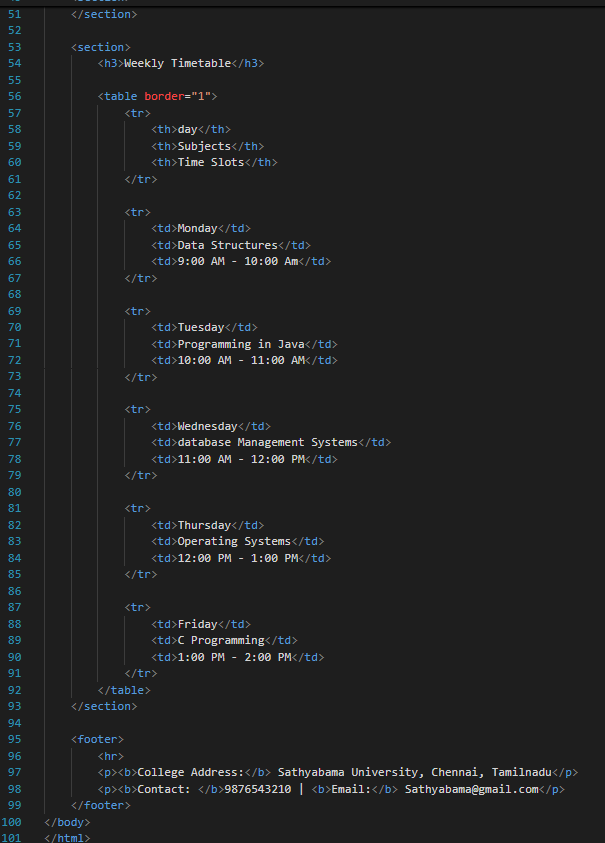 51 </section>
52
53 <section>
54 <h3>Weekly Timetable</h3>
55
56 <table border="1">
57 <tr>
58 <th>day</th>
59 <th>Subjects</th>
60 <th>Time Slots</th>
61 </tr>
62
63 <tr>
64 <td>Monday</td>
65 <td>Data Structures</td>
66 <td>9:00 AM - 10:00 Am</td>
67 </tr>
68
69 <tr>
70 <td>Tuesday</td>
71 <td>Programming in Java</td>
72 <td>10:00 AM - 11:00 AM</td>
73 </tr>
74
75 <tr>
76 <td>Wednesday</td>
77 <td>database Management Systems</td>
78 <td>11:00 AM - 12:00 PM</td>
79 </tr>
80
81 <tr>
82 <td>Thursday</td>
83 <td>Operating Systems</td>
84 <td>12:00 PM - 1:00 PM</td>
85 </tr>
86
87 <tr>
88 <td>Friday</td>
89 <td>C Programming</td>
90 <td>1:00 PM - 2:00 PM</td>
91 </tr>
92 </table>
93 </section>
94
95 <footer>
96 <hr>
97 <p><b>College Address:</b> Sathyabama University, Chennai, Tamilnadu</p>
98 <p><b>Contact: </b>9876543210 | <b>Email:</b> Sathyabama@gmail.com</p>
99 </footer>
100 </body>
101 </html>